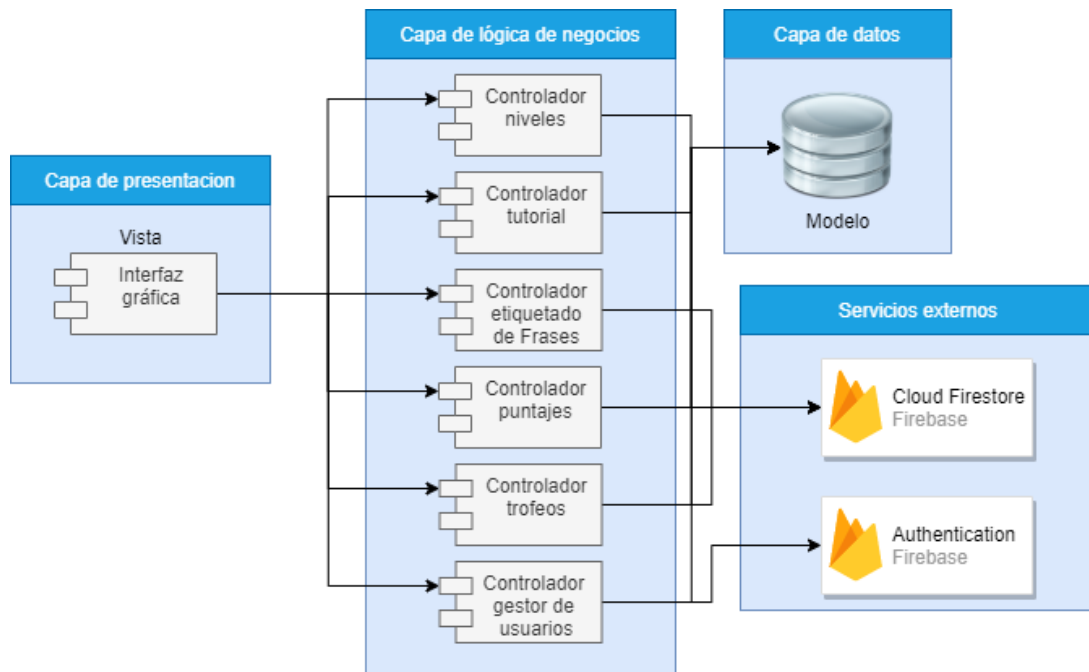 Capa de presentacion
Vista
Interfaz
gráfica
Capa de lógica de negocios
Controlador
niveles
Controlador
tutorial
Controlador
etiquetado
de Frases
Controlador
puntajes
Controlador
trofeos
Controlador
gestor de
usuarios
Capa de datos
Modelo
Servicios externos
Cloud Firestore
Firebase
Authentication
Firebase